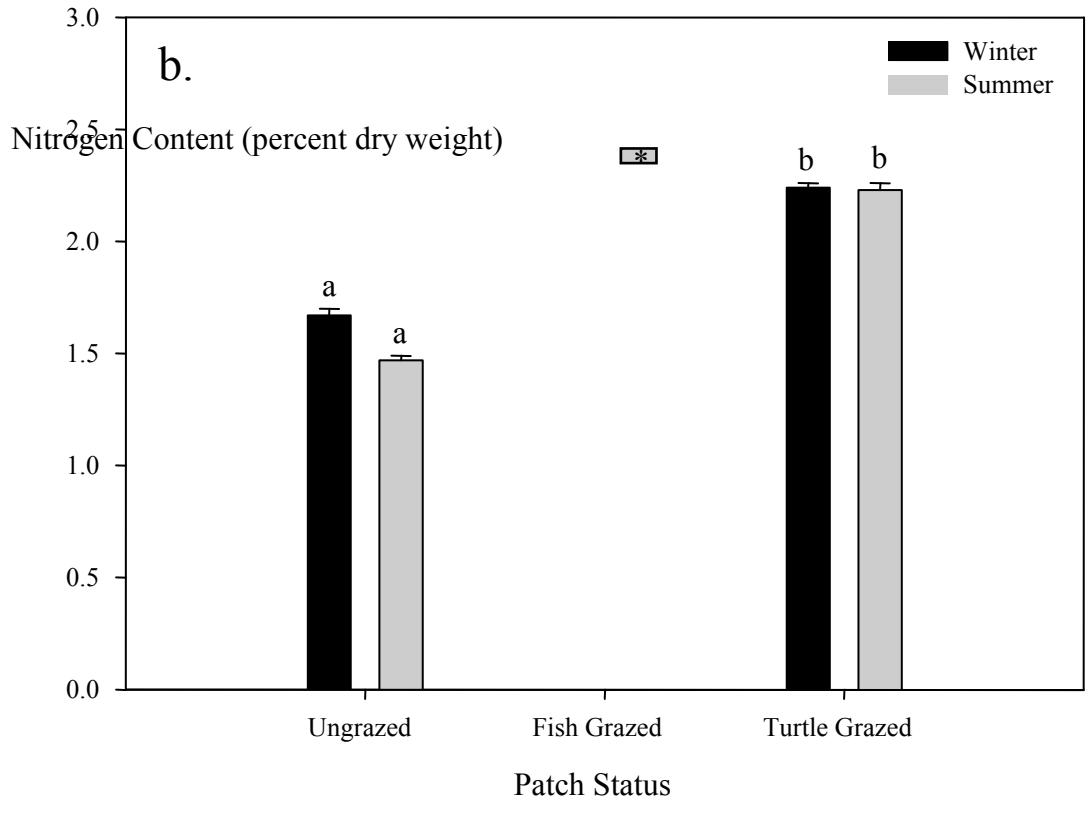 3.0
b.
Winter
Summer
2.5
Nitrogen Content (percent dry weight)
*
b b
2.0
a
a
1.5
1.0
0.5
0.0
Ungrazed Fish Grazed Turtle Grazed
Patch Status